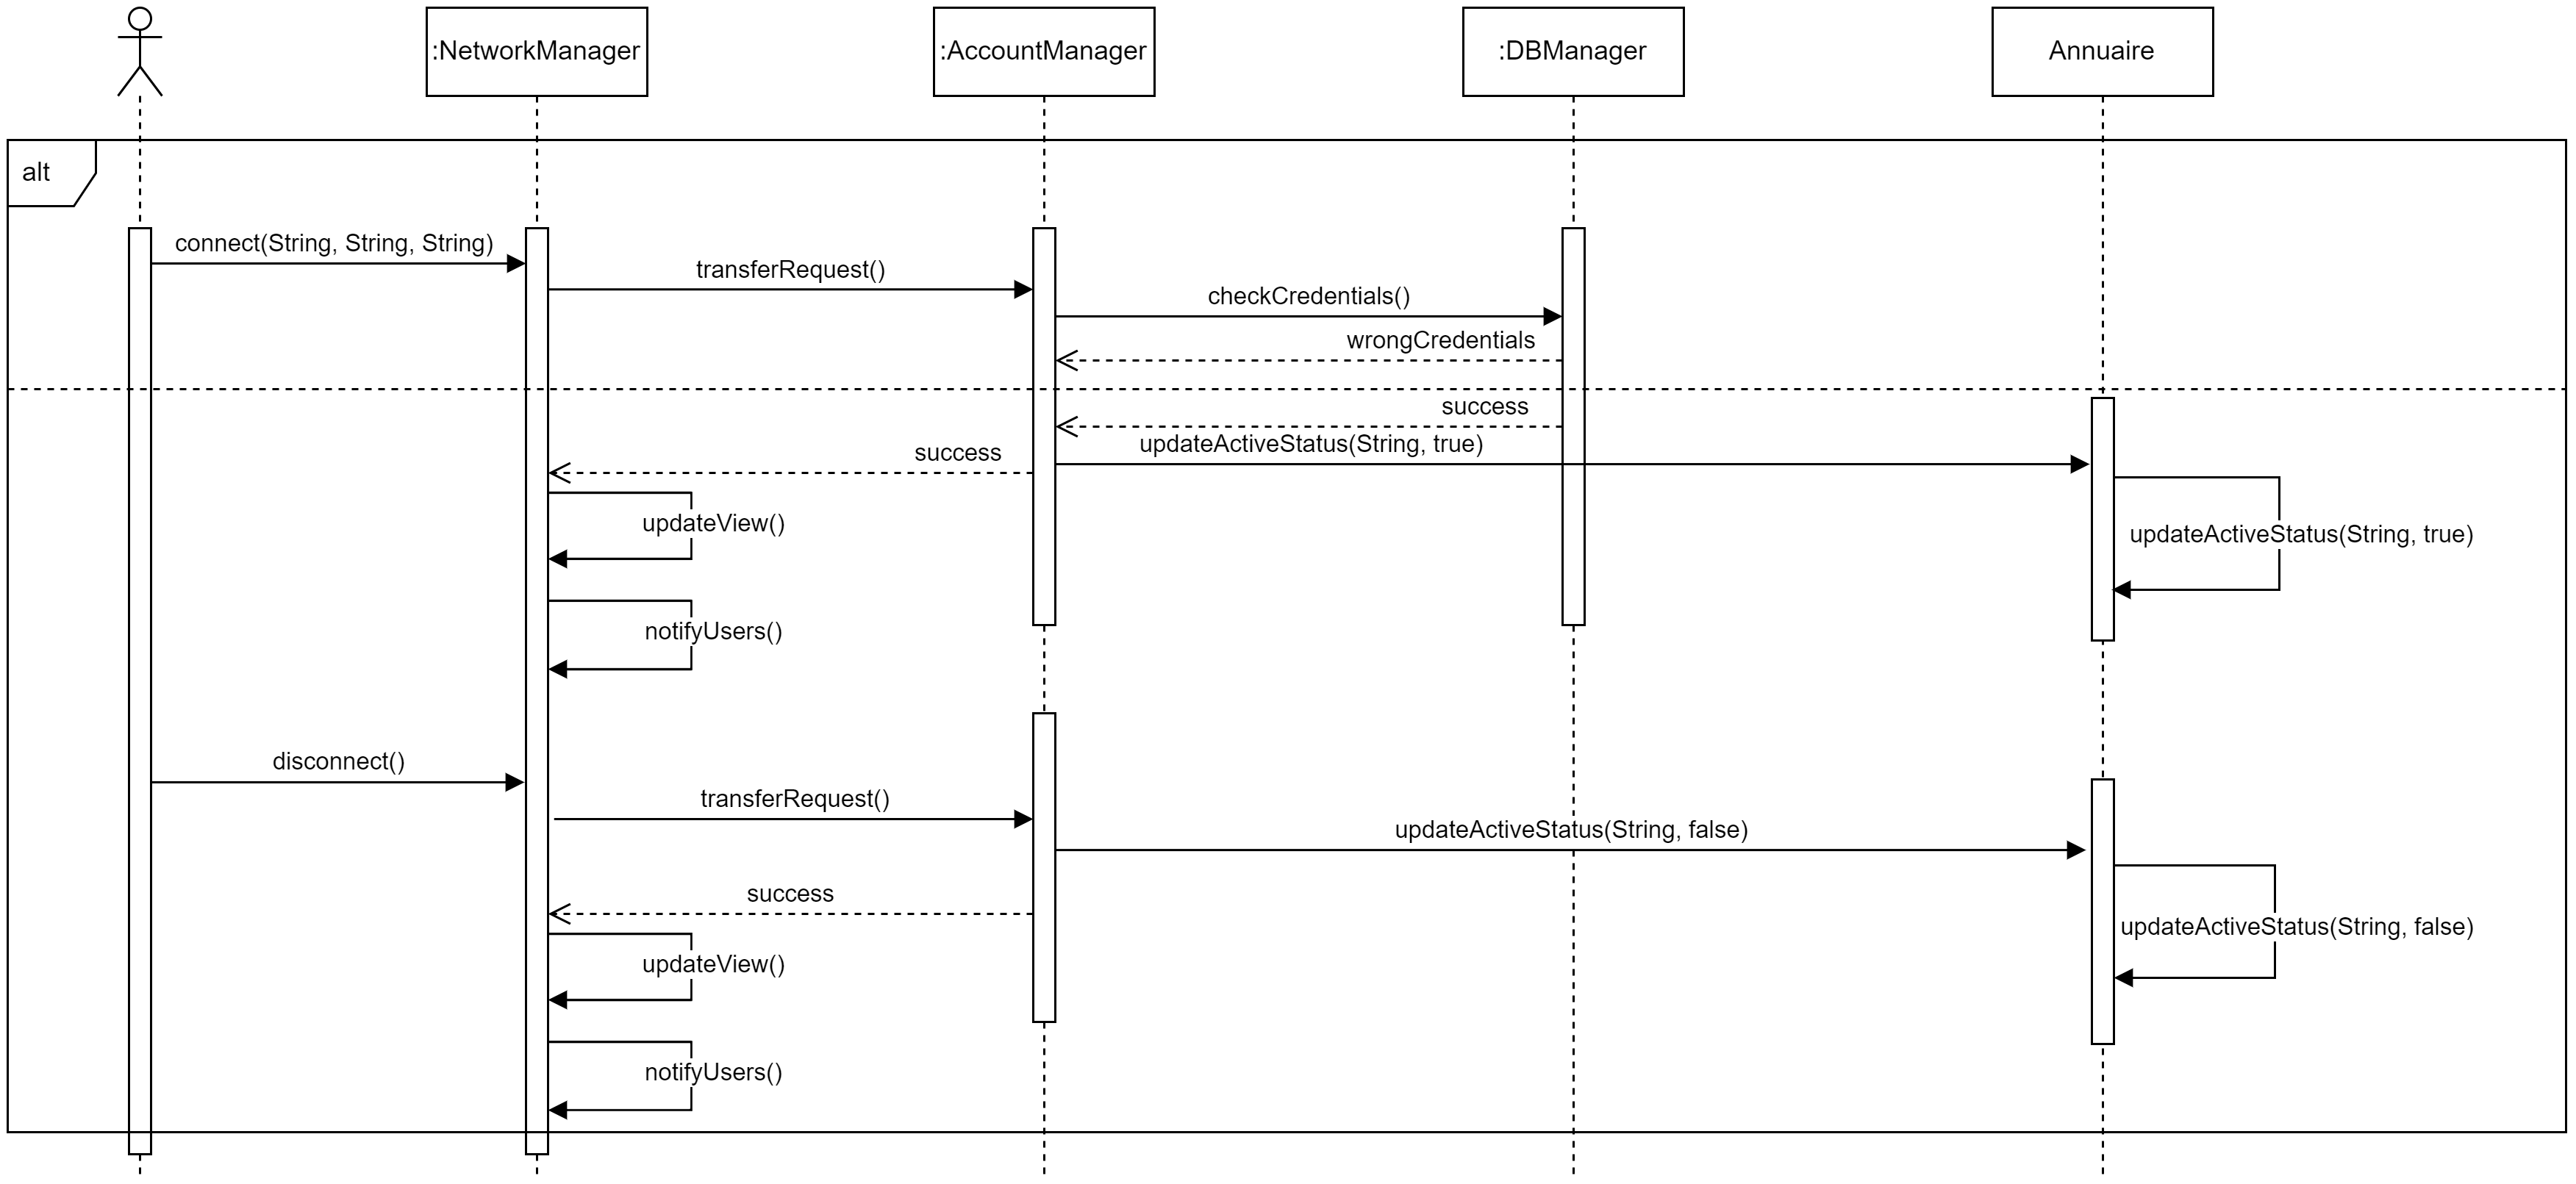 :NetworkManager
:AccountManager
:DBManager
Annuaire
alt
connect(String, String, String)
transferRequest()
checkCredentials()
wrongCredentials
success
updateActiveStatus(String, true)
success
updateView()
updateActiveStatus(String, true)
notifyUsers()
disconnect()
transferRequest()
updateActiveStatus(String, false)
success
updateActiveStatus(String, false)
updateView()
notifyUsers()